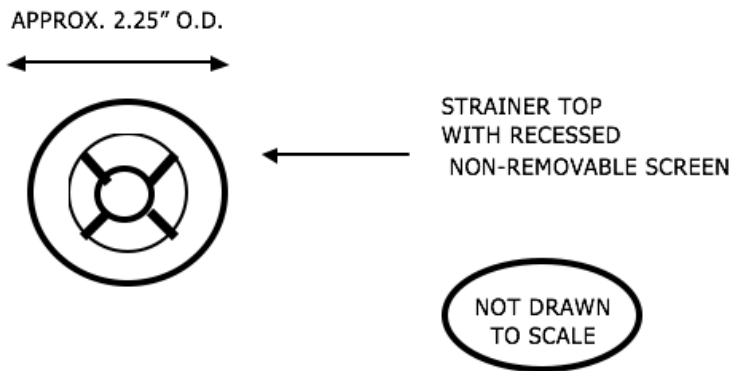 APPROX. 2.25” O.D.
STRAINER TOP
WITH RECESSED
NON-REMOVABLE SCREEN
NOT DRAWN
TO SCALE